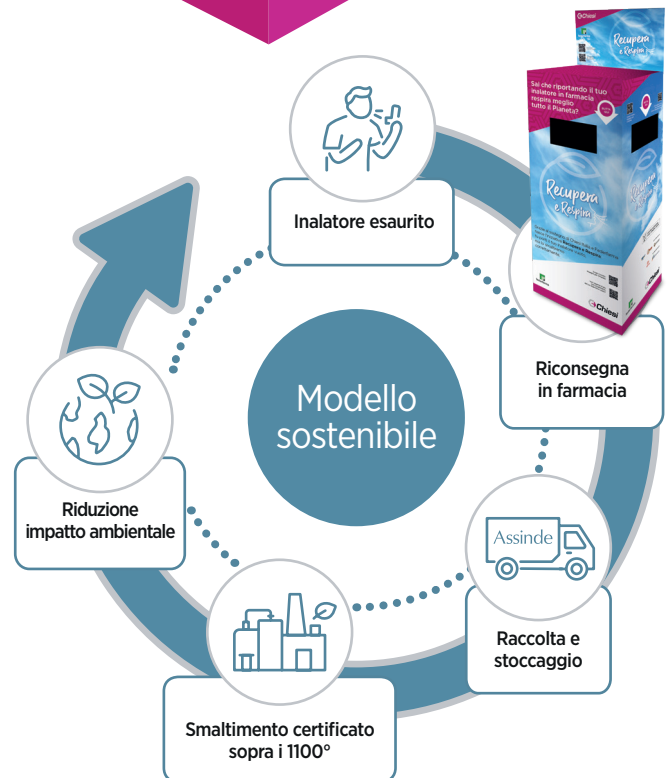 Chiesi
Recupera
e Respira
Sai che riportando il tuo
inalatore in farmacia
respira meglio
tutto il Pianeta?
Recupera
e Respira
Chiesi
Inalatore esaurito
Riconsegna
in farmacia
Modello
sostenibile
Riduzione
impatto ambientale
Assinde
Raccolta e
stoccaggio
Smaltimento certificato
sopra i 1100°